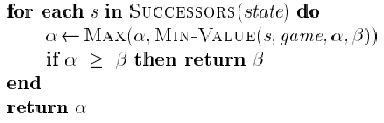 for each s in SUCCESSORS(state) do
α ← MAX(α, MIN-VALUE(s, game, α, β))
if α ≥ β then return β
end
return α